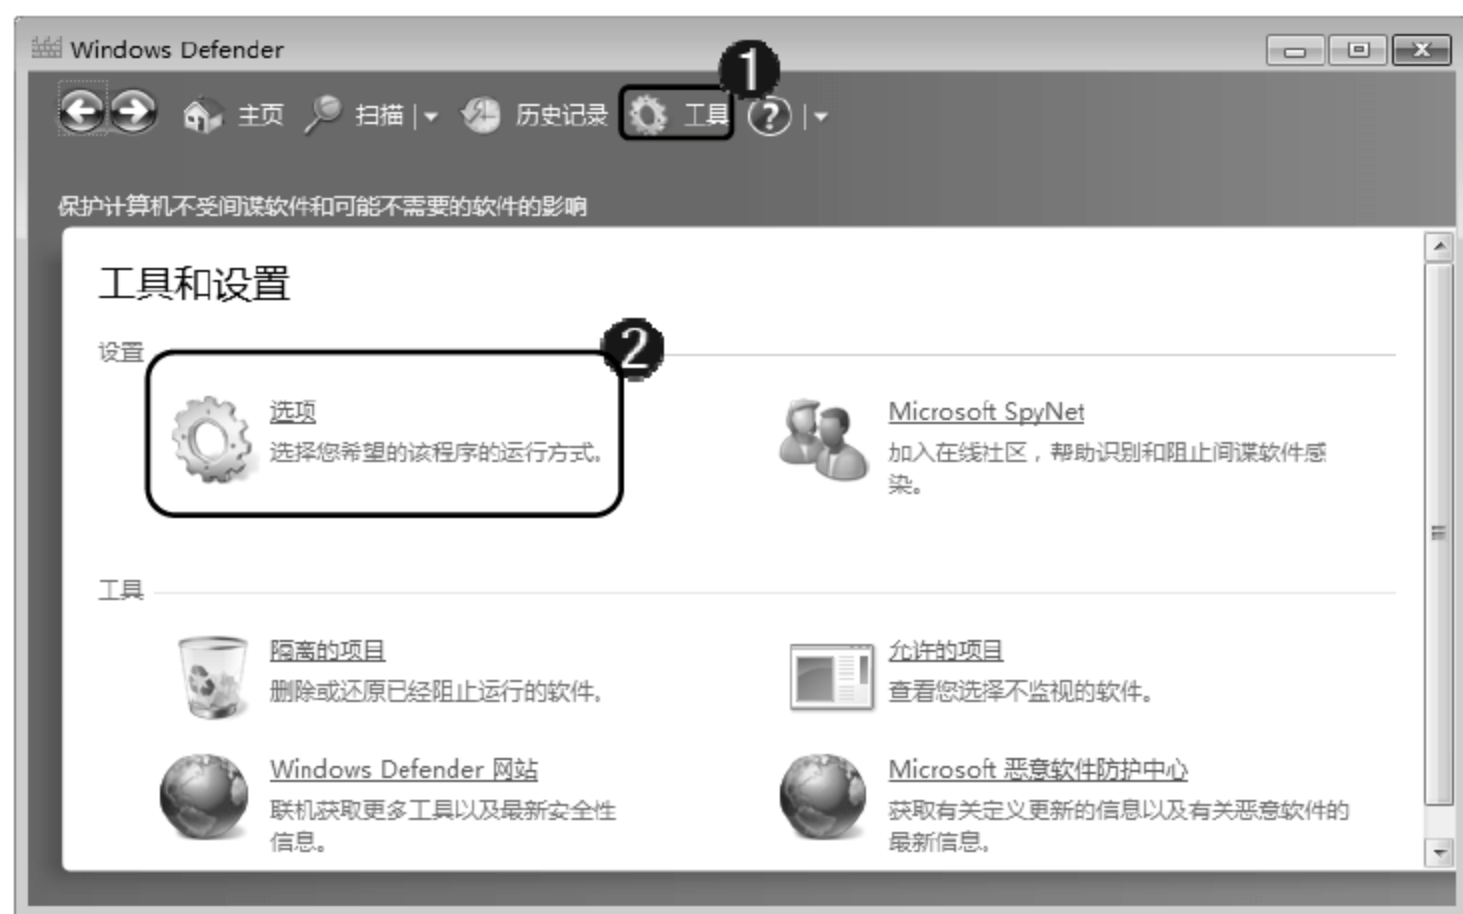 Windows Defender
主页 扫描 历史记录 工具 ?
1
保护计算机不受间谍软件和可能不需要的软件的影响
工具和设置
设置
2
选项
选择您希望的该程序的运行方式。
Microsoft SpyNet
加入在线社区，帮助识别和阻止间谍软件感
染。
工具
隔离的项目
删除或还原已经阻止运行的软件。
允许的项目
查看您选择不监视的软件。
Windows Defender 网站
联机获取更多工具以及最新安全性
信息。
Microsoft 恶意软件防护中心
获取有关定义更新的信息以及有关恶意软件的
最新信息。